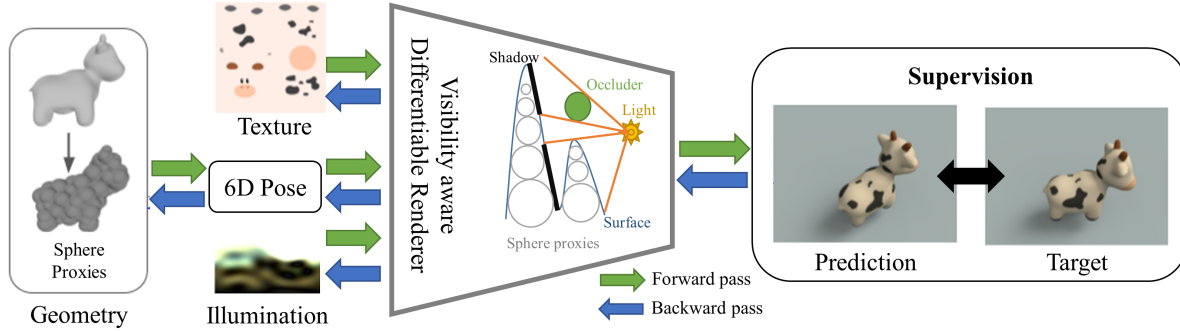 Sphere
Proxies
Geometry
Texture
6D Pose
Illumination
Visibility aware
Differentiable Renderer
Shadow
Occluder
Light
Surface
Sphere proxies
Forward pass
Backward pass
Supervision
Prediction
Target